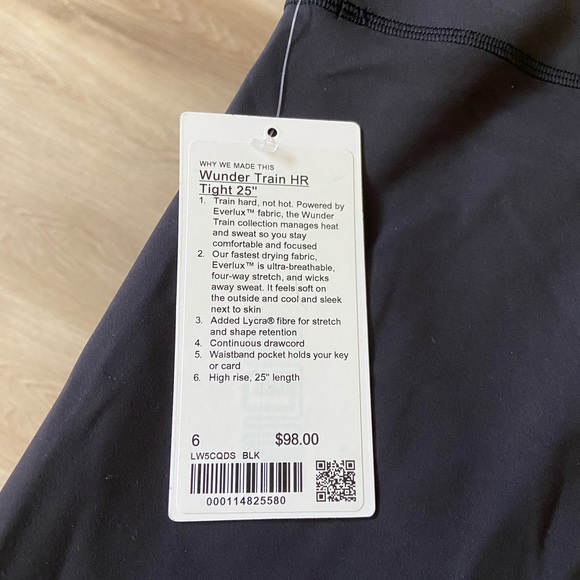 WHY WE MADE THIS
Wunder Train HR
Tight 25"
1. Train hard, not hot. Powered by
Everlux™ fabric, the Wunder
Train collection manages heat
and sweat so you stay
comfortable and focused
2. Our fastest drying fabric,
Everlux™ is ultra-breathable,
four-way stretch, and wicks
away sweat. It feels soft on
the outside and cool and sleek
next to skin
3. Added Lycra® fibre for stretch
and shape retention
4. Continuous drawcord
5. Waistband pocket holds your key
or card
6. High rise, 25" length
6 $98.00
LW5CQDS BLK
000114825580